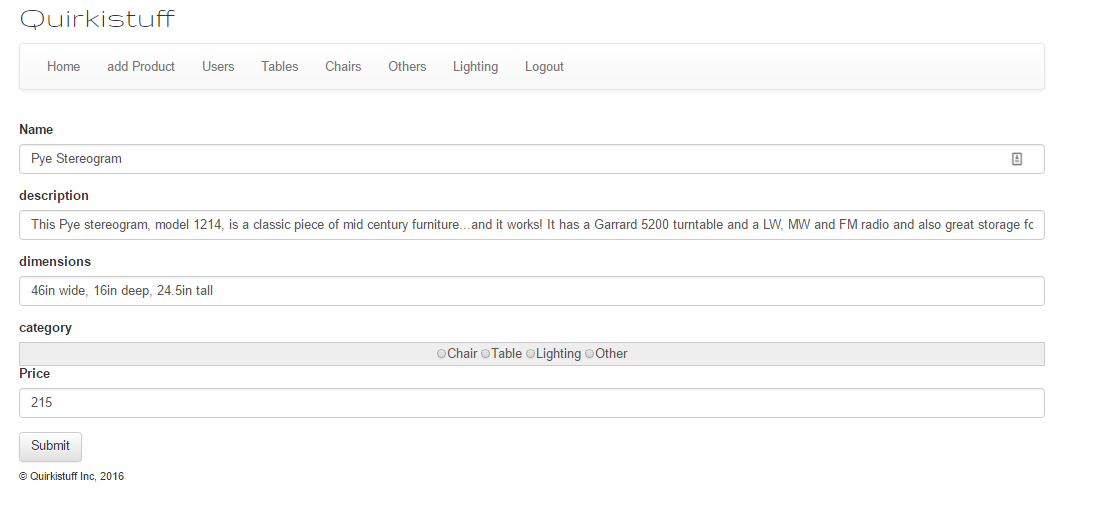 Quirkistuff
Home add Product Users Tables Chairs Others Lighting Logout
Name
Pye Stereogram
description
This Pye stereogram, model 1214, is a classic piece of mid century furniture...and it works! It has a Garrard 5200 turntable and a LW, MW and FM radio and also great storage fo
dimensions
46in wide, 16in deep, 24.5in tall
category
Chair Table Lighting Other
Price
215
Submit
© Quirkistuff Inc, 2016